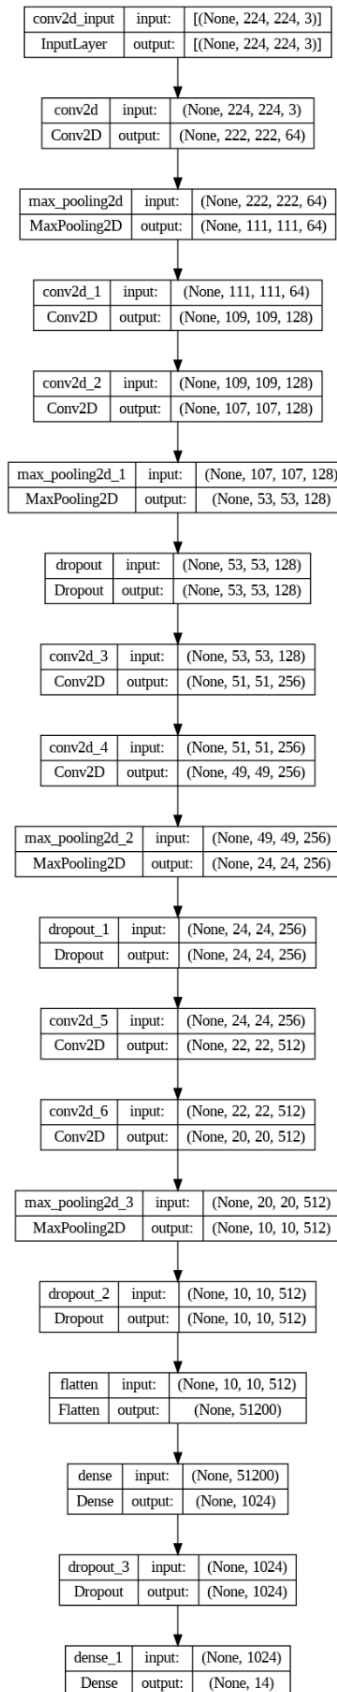 conv2d_input input: [(None, 224, 224, 3)]
InputLayer output: [(None, 224, 224, 3)]
conv2d input: (None, 224, 224, 3)
Conv2D output: (None, 222, 222, 64)
max_pooling2d input: (None, 222, 222, 64)
MaxPooling2D output: (None, 111, 111, 64)
conv2d_1 input: (None, 111, 111, 64)
Conv2D output: (None, 109, 109, 128)
conv2d_2 input: (None, 109, 109, 128)
Conv2D output: (None, 107, 107, 128)
max_pooling2d_1 input: (None, 107, 107, 128)
MaxPooling2D output: (None, 53, 53, 128)
dropout input: (None, 53, 53, 128)
Dropout output: (None, 53, 53, 128)
conv2d_3 input: (None, 53, 53, 128)
Conv2D output: (None, 51, 51, 256)
conv2d_4 input: (None, 51, 51, 256)
Conv2D output: (None, 49, 49, 256)
max_pooling2d_2 input: (None, 49, 49, 256)
MaxPooling2D output: (None, 24, 24, 256)
dropout_1 input: (None, 24, 24, 256)
Dropout output: (None, 24, 24, 256)
conv2d_5 input: (None, 24, 24, 256)
Conv2D output: (None, 22, 22, 512)
conv2d_6 input: (None, 22, 22, 512)
Conv2D output: (None, 20, 20, 512)
max_pooling2d_3 input: (None, 20, 20, 512)
MaxPooling2D output: (None, 10, 10, 512)
dropout_2 input: (None, 10, 10, 512)
Dropout output: (None, 10, 10, 512)
flatten input: (None, 10, 10, 512)
Flatten output: (None, 51200)
dense input: (None, 51200)
Dense output: (None, 1024)
dropout_3 input: (None, 1024)
Dropout output: (None, 1024)
dense_1 input: (None, 1024)
Dense output: (None, 14)